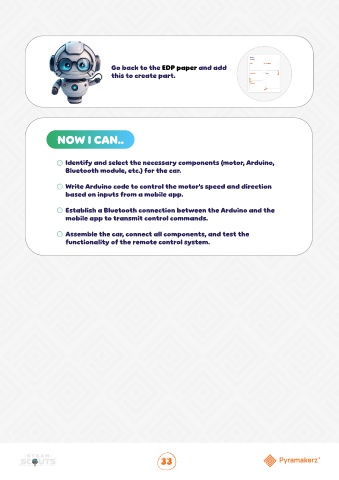 Go back to the EDP paper and add
this to create part.
NOW I CAN..
Identify and select the necessary components (motor, Arduino,
Bluetooth module, etc.) for the car.
Write Arduino code to control the motor's speed and direction
based on inputs from a mobile app.
Establish a Bluetooth connection between the Arduino and the
mobile app to transmit control commands.
Assemble the car, connect all components, and test the
functionality of the remote control system.
SCOUTS
33
Pyramakerz